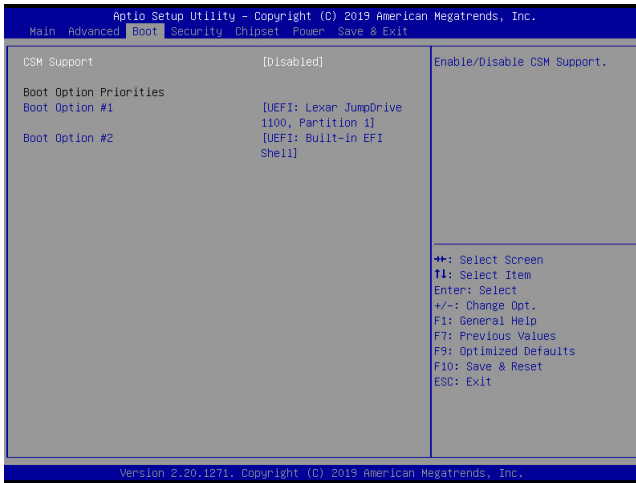 Aptio Setup Utility – Copyright (C) 2019 American Megatrends, Inc.
Main Advanced Boot Security Chipset Power Save & Exit
CSM Support [Disabled] Enable/Disable CSM Support.
Boot Option Priorities
Boot Option #1 [UEFI: Lexar JumpDrive
1100, Partition 1]
Boot Option #2 [UEFI: Built-in EFI
Shell]
→←: Select Screen
↑↓: Select Item
Enter: Select
+/-: Change Opt.
F1: General Help
F7: Previous Values
F9: Optimized Defaults
F10: Save & Reset
ESC: Exit
Version 2.20.1271. Copyright (C) 2019 American Megatrends, Inc.